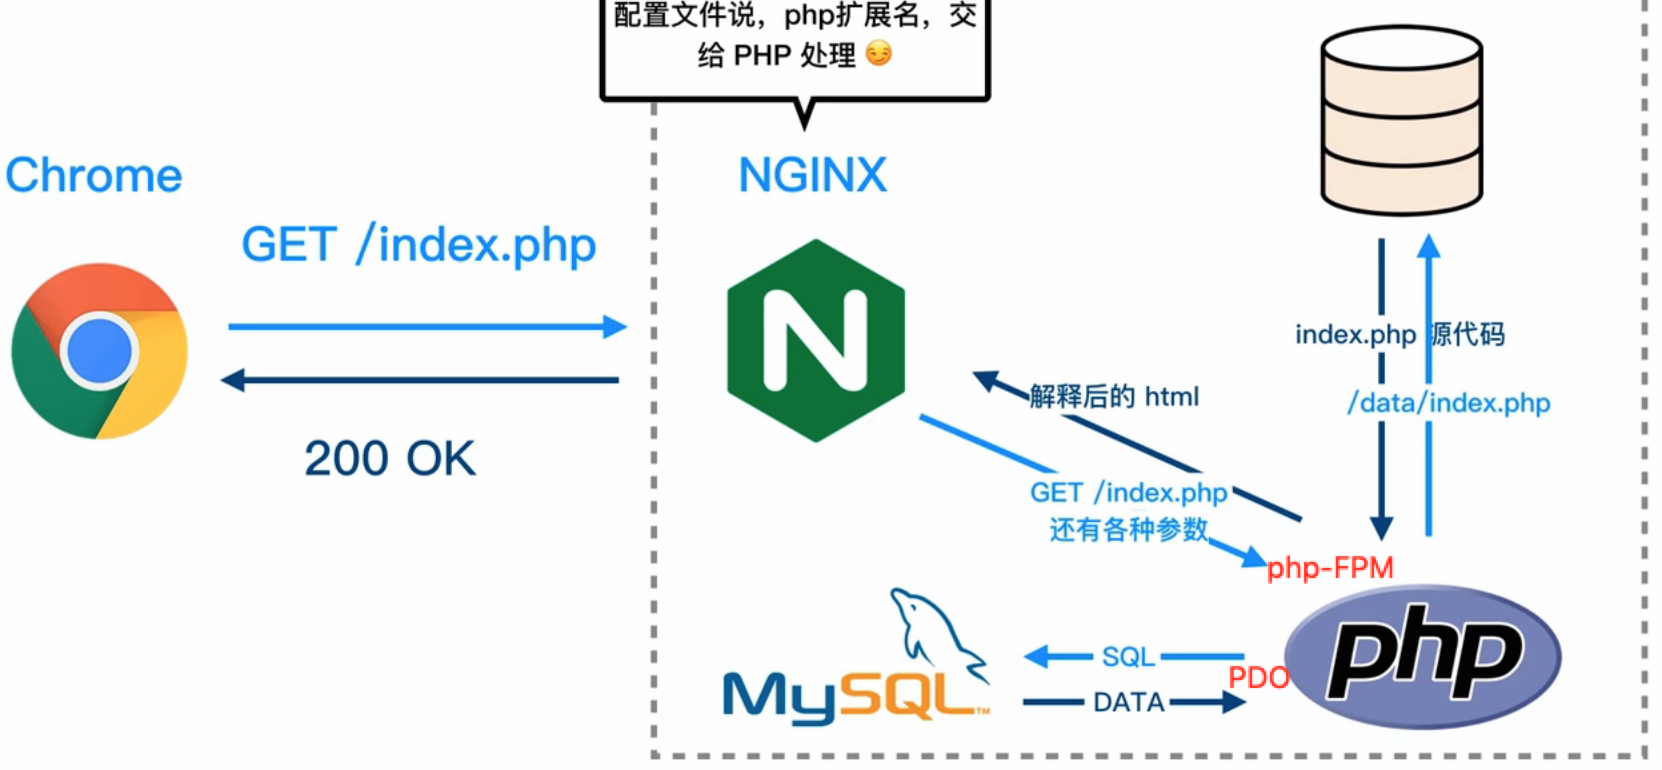 配置文件说，php扩展名，交
给 PHP 处理 😏
Chrome
NGINX
GET /index.php
200 OK
index.php 源代码
/data/index.php
解释后的 html
GET /index.php
还有各种参数
php-FPM
php
SQL
PDO
DATA
MySQL™